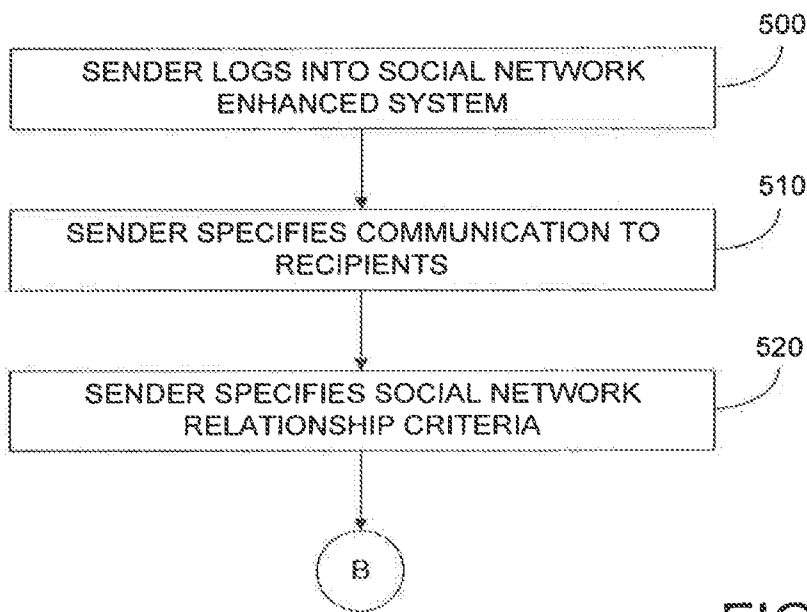 500
SENDER LOGS INTO SOCIAL NETWORK
ENHANCED SYSTEM
510
SENDER SPECIFIES COMMUNICATION TO
RECIPIENTS
520
SENDER SPECIFIES SOCIAL NETWORK
RELATIONSHIP CRITERIA
B